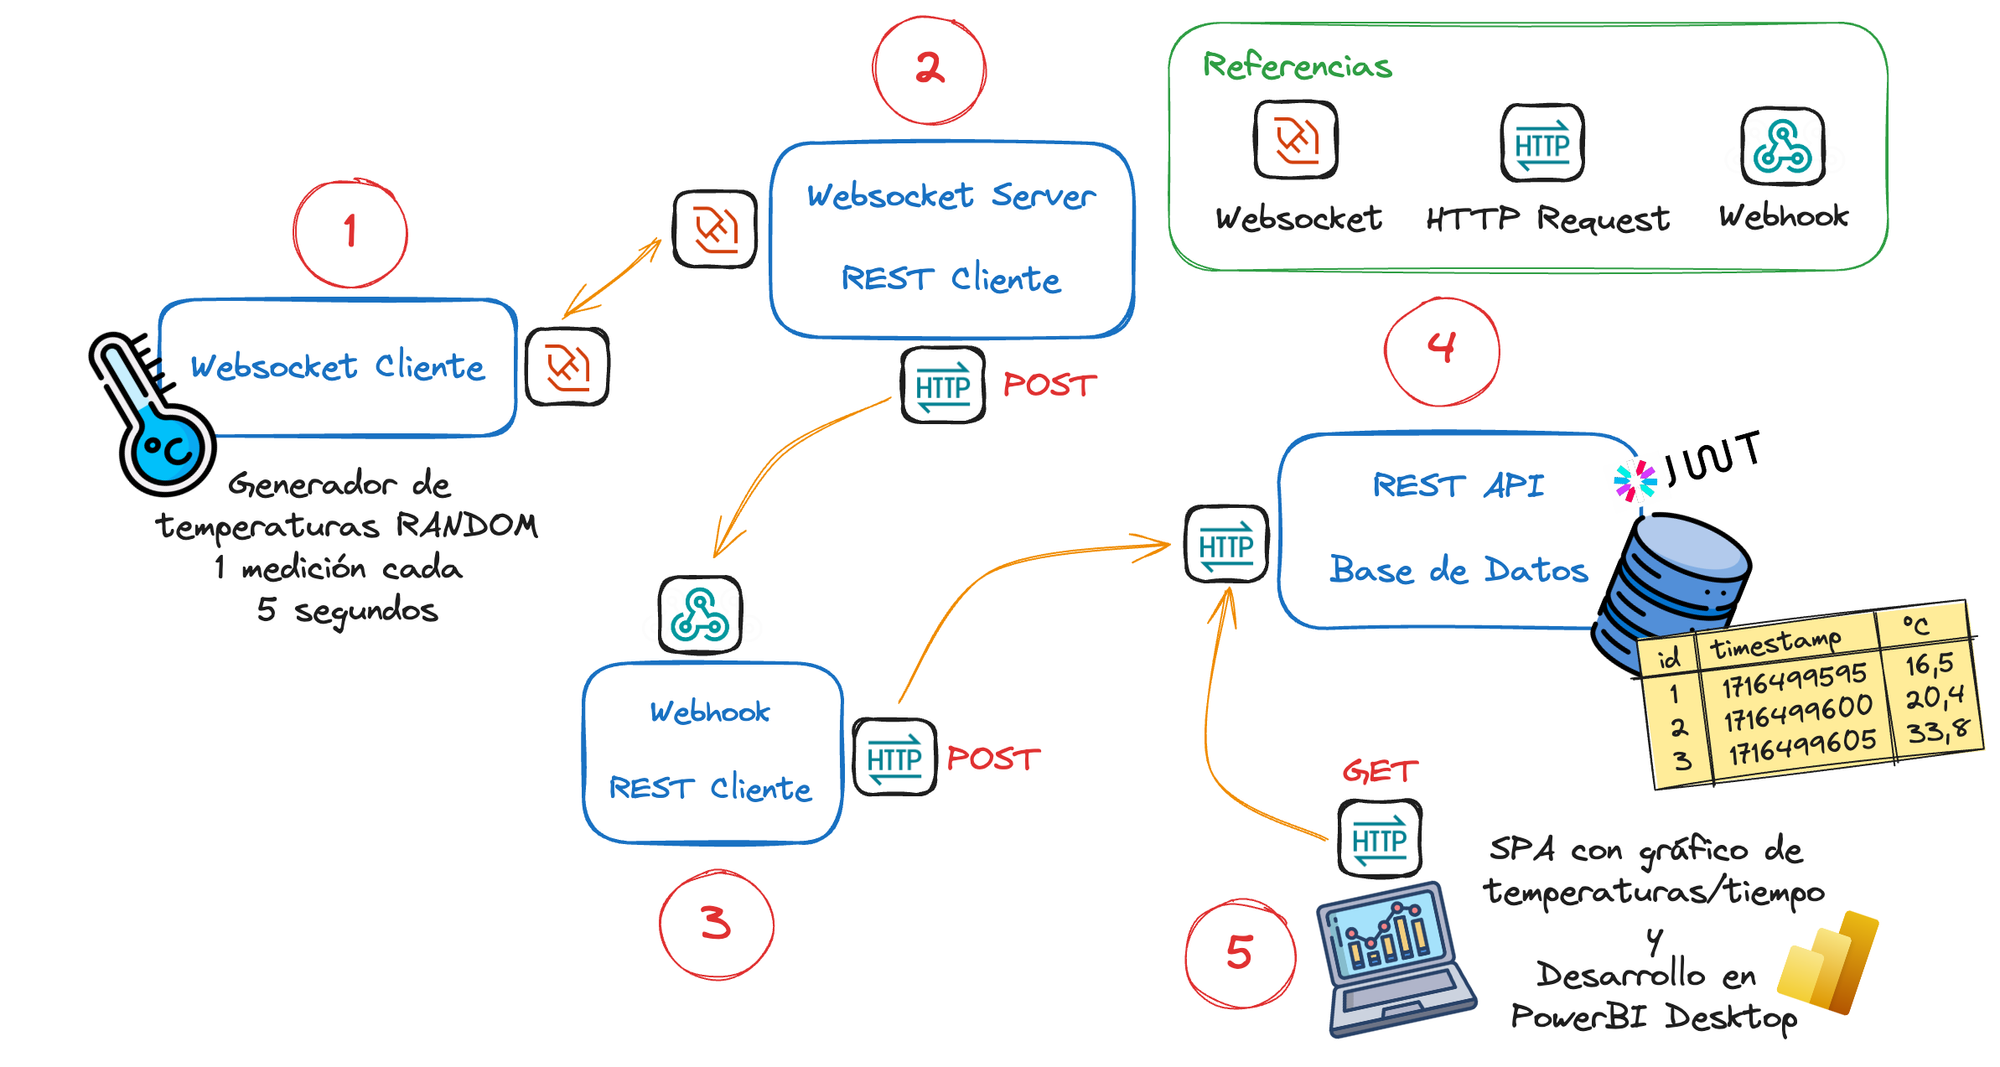 1
Websocket Cliente
°C
Generador de
temperaturas RANDOM
1 medición cada
5 segundos
2
Websocket Server
REST Cliente
HTTP
POST
Webhook
REST Cliente
HTTP
POST
3
Referencias
HTTP
Websocket
HTTP Request
Webhook
4
REST API
Base de Datos
HTTP
JWT
id timestamp °C
1 1716499595 16,5
2 1716499600 20,4
3 1716499605 33,8
GET
HTTP
5
SPA con gráfico de
temperaturas/tiempo
y
Desarrollo en
PowerBI Desktop